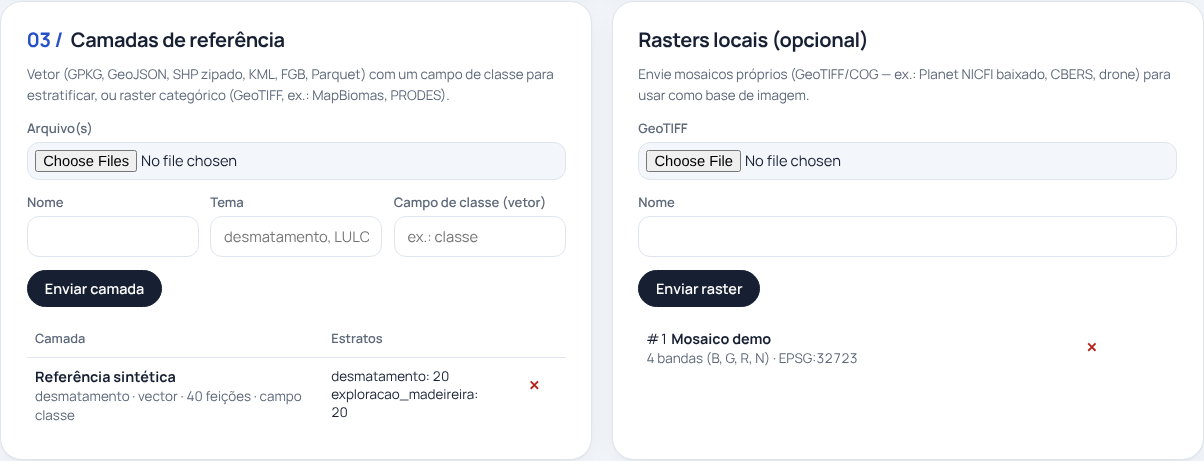 03 / Camadas de referência
Vetor (GPKG, GeoJSON, SHP zipado, KML, FGB, Parquet) com um campo de classe para
estratificar, ou raster categórico (GeoTIFF, ex.: MapBiomas, PRODES).
Arquivo(s)
Choose Files No file chosen
Nome Tema Campo de classe (vetor)
desmatamento, LULC ex.: classe
Enviar camada
Camada Estratos
Referência sintética
desmatamento · vector · 40 feições · campo
classe
desmatamento: 20
exploracao_madeireira:
20
×
Rasters locais (opcional)
Envie mosaicos próprios (GeoTIFF/COG — ex.: Planet NICFI baixado, CBERS, drone) para
usar como base de imagem.
GeoTIFF
Choose File No file chosen
Nome
Enviar raster
#1 Mosaico demo
4 bandas (B, G, R, N) · EPSG:32723
×